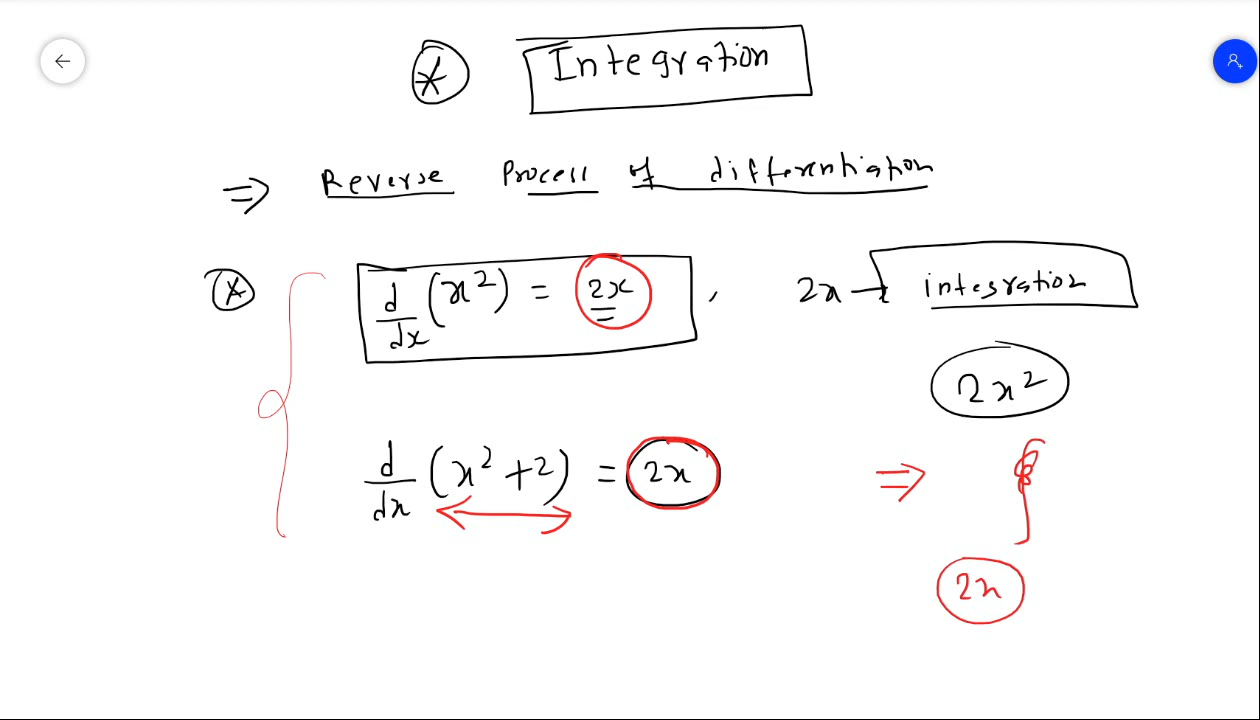 Integration
⇒ Reverse Process of differentiation
d/dx (x²) = 2x , 2x → integration
2x²
d/dx (x² + 2) = 2x ⇒
2x